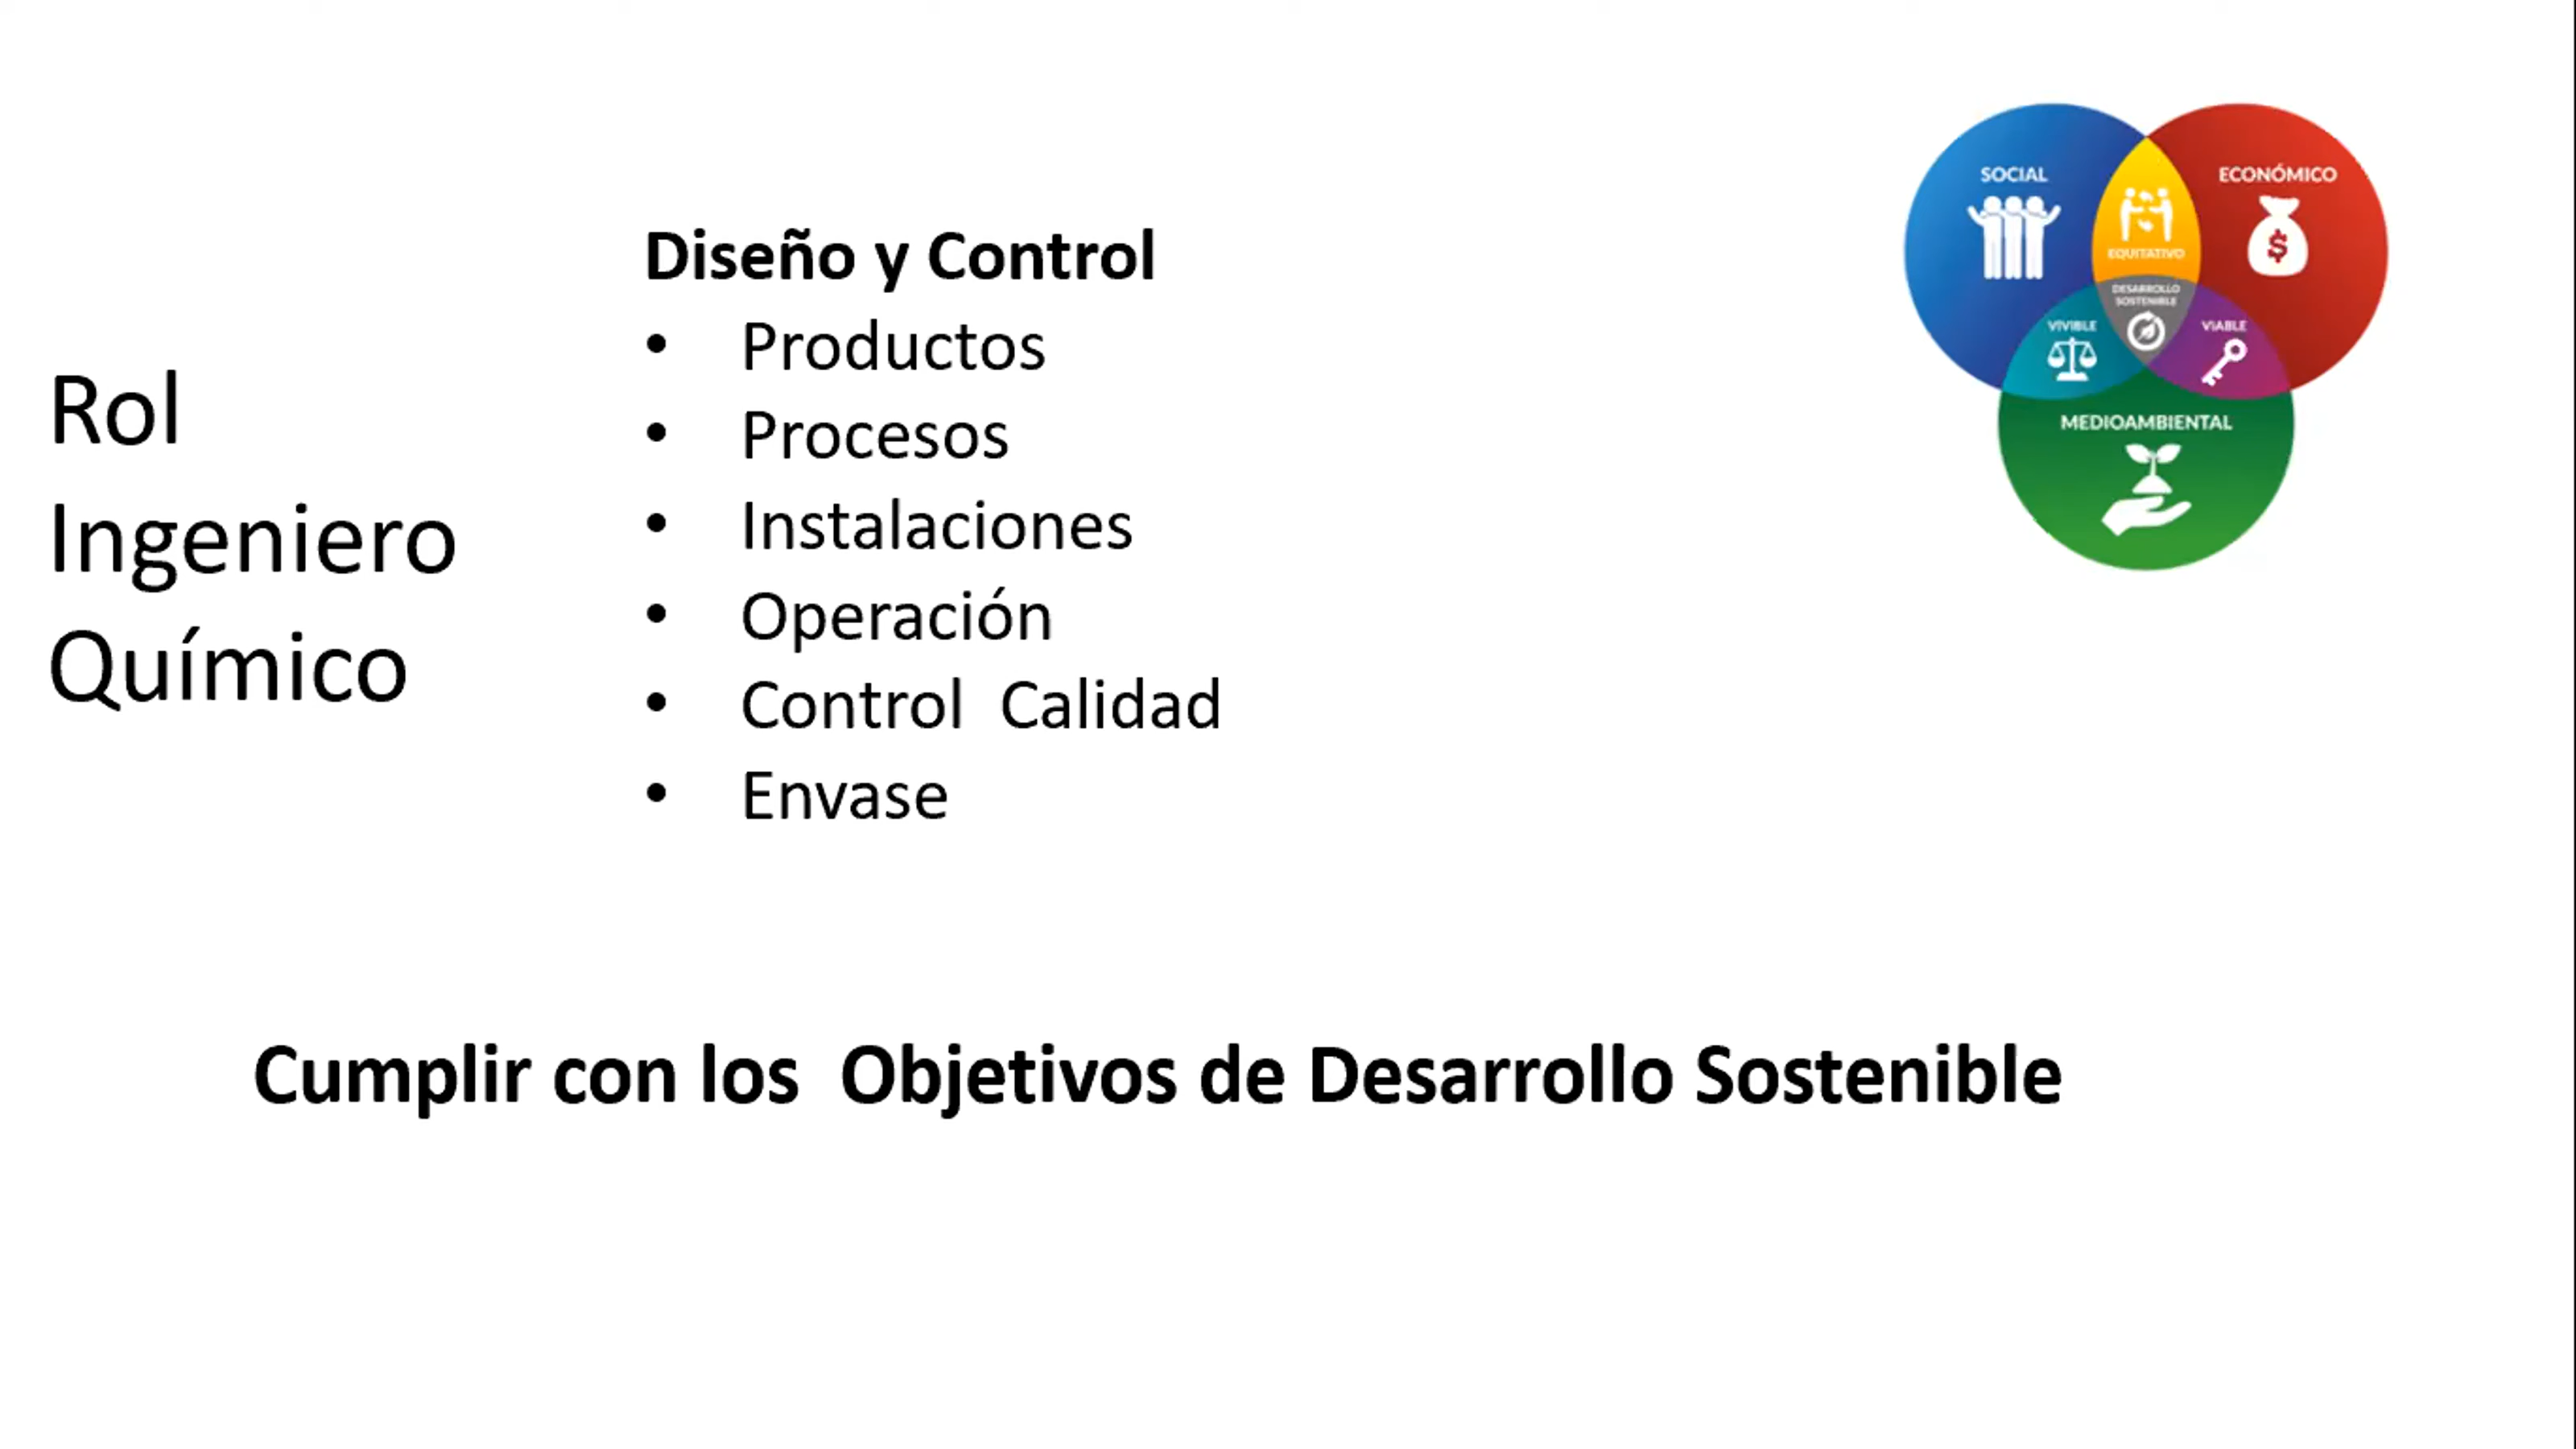 Rol
Ingeniero
Químico
Diseño y Control
• Productos
• Procesos
• Instalaciones
• Operación
• Control  Calidad
• Envase
SOCIAL
ECONÓMICO
EQUITATIVO
DESARROLLO
SOSTENIBLE
VIVIBLE
VIABLE
MEDIOAMBIENTAL
Cumplir con los  Objetivos de Desarrollo Sostenible